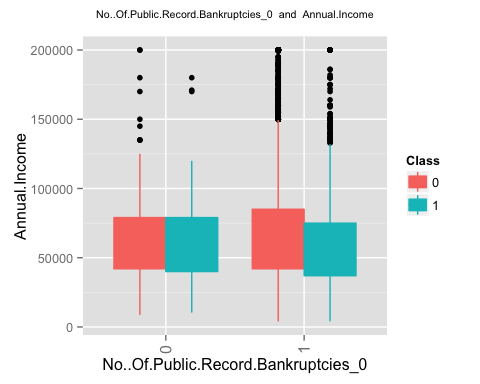 No..Of.Public.Record.Bankruptcies_0 and Annual.Income
200000
150000
100000
50000
0
Annual.Income
0
1
No..Of.Public.Record.Bankruptcies_0
Class
0
1